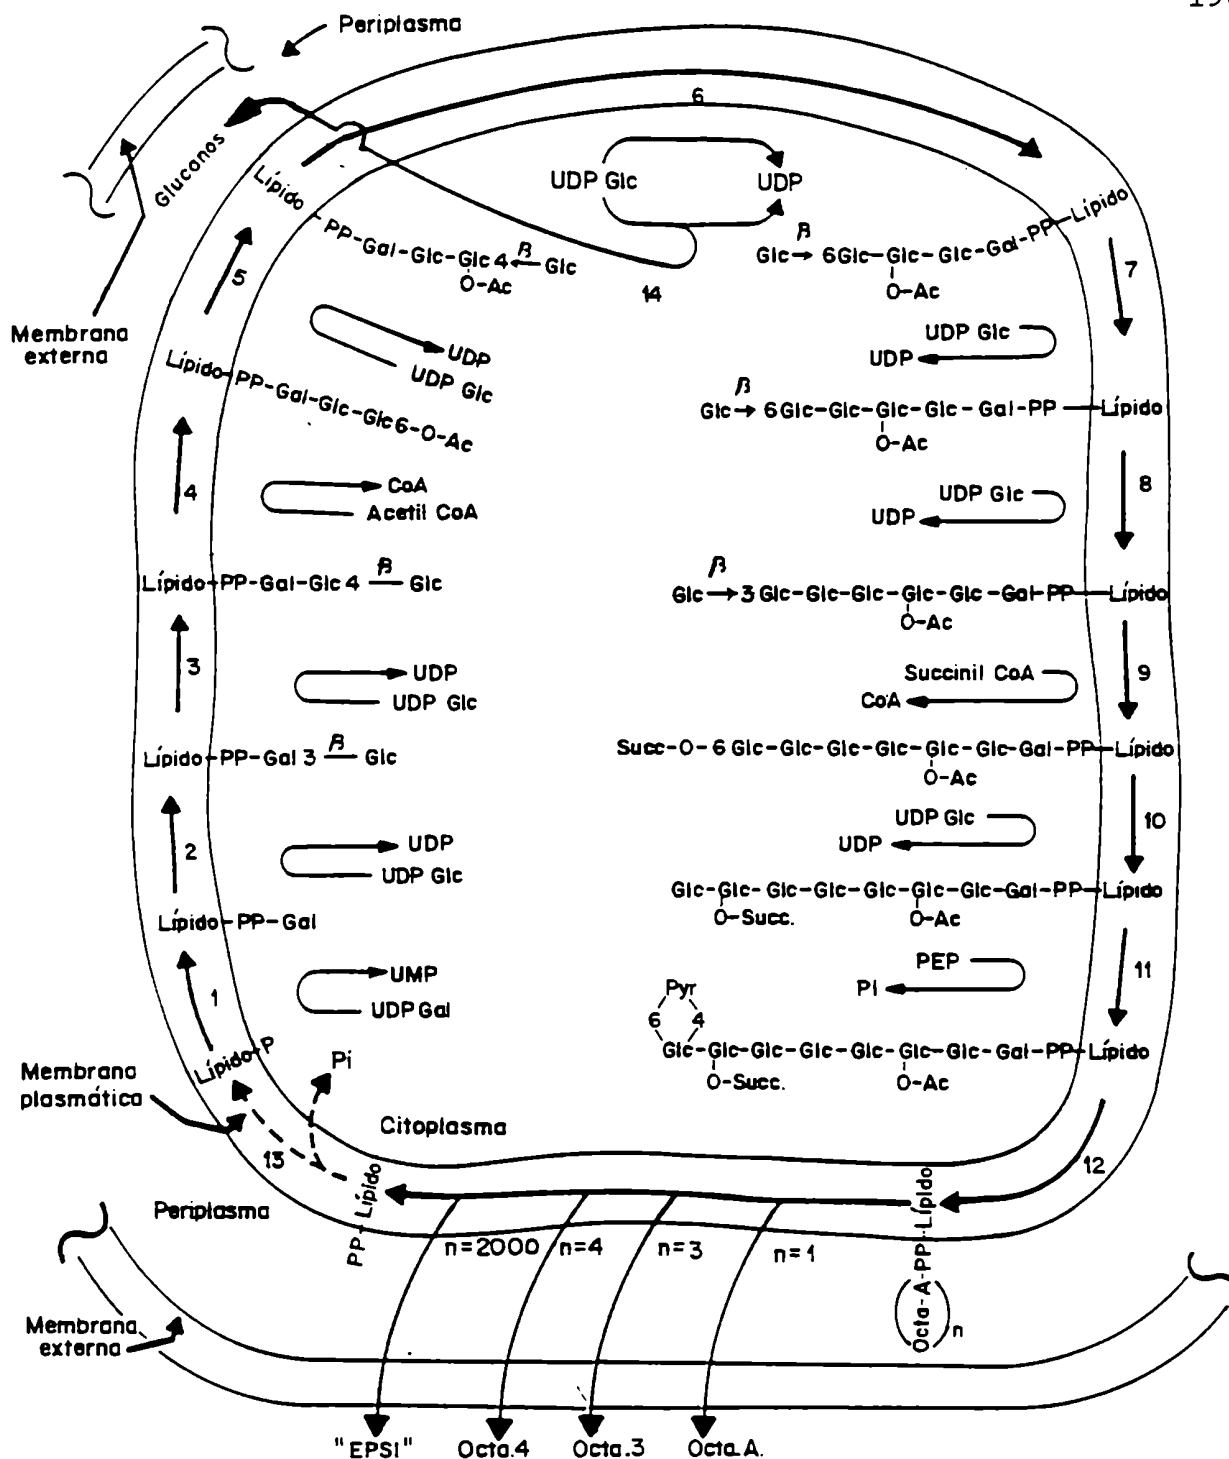 19
Periplasma
6
Glucanos
Lípido-PP-Gal-Glc-Glc 4 ← β Glc
O-Ac
UDP Glc
UDP
14
Glc β → 6Glc-Glc-Glc-Gal-PP-Lípido
O-Ac
5
7
Membrana
externa
UDP
UDP Glc
UDP Glc
UDP
Lípido-PP-Gal-Glc-Glc6-O-Ac
Glc β → 6Glc-Glc-Glc-Glc-Gal-PP-Lípido
O-Ac
4
8
CoA
Acetil CoA
UDP Glc
UDP
Lípido-PP-Gal-Glc 4 β Glc
Glc β → 3 Glc-Glc-Glc-Glc-Glc-Gal-PP-Lípido
O-Ac
3
9
UDP
UDP Glc
Succinil CoA
CoA
Lípido-PP-Gal 3 β Glc
Succ-O-6 Glc-Glc-Glc-Glc-Glc-Glc-Gal-PP-Lípido
O-Ac
2
10
UDP
UDP Glc
UDP Glc
UDP
Lípido-PP-Gal
Glc-Glc-Glc-Glc-Glc-Glc-Glc-Gal-PP-Lípido
O-Succ.
O-Ac
1
11
UMP
UDP Gal
PEP
Pi
Pyr
6 4
Glc-Glc-Glc-Glc-Glc-Glc-Glc-Gal-PP-Lípido
O-Succ.
O-Ac
Lípido-P
Pi
Membrana
plasmática
Citoplasma
13
12
PP-Lípido
Periplasma
n=2000
n=4
n=3
n=1
(Octa-A)n-PP-Lípido
Membrana
externa
"EPSI"
Octa.4
Octa.3
Octa.A.